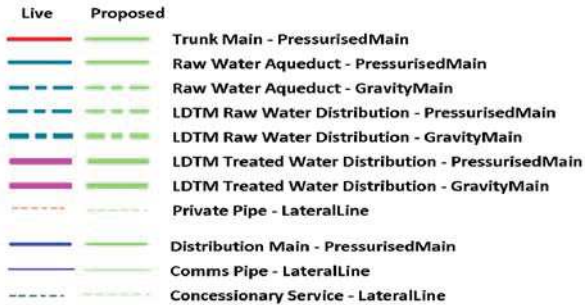 Live Proposed
Trunk Main - PressurisedMain
Raw Water Aqueduct - PressurisedMain
Raw Water Aqueduct - GravityMain
LDTM Raw Water Distribution - PressurisedMain
LDTM Raw Water Distribution - GravityMain
LDTM Treated Water Distribution - PressurisedMain
LDTM Treated Water Distribution - GravityMain
Private Pipe - LateralLine
Distribution Main - PressurisedMain
Comms Pipe - LateralLine
Concessionary Service - LateralLine